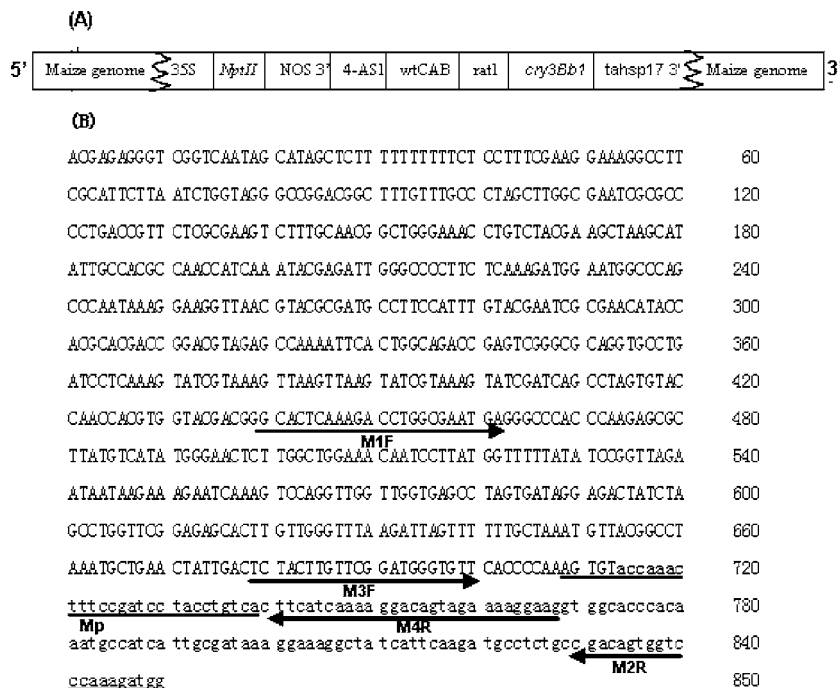 (A)
5' Maize genome 35S NptII NOS 3' 4-AS1 wtCAB rat1 cry3Bb1 tahsp17 3' Maize genome 3
(B)
ACGAGAGGGT CGGTCAATAG CATAGCTCTT TTTTTTTTCT CCTTTCGAAG GAAAGGCCTT 60
CGCATTCTTA ATCTGGTAGG GCCGGACGGC TTTGTTTGCC CTAGCTTGGC GAATCGCGCC 120
CCTGACCGTT CTCGCGAAGT CTTTGCAACG GCTGGGAAAC CTGTCTACGA AGCTAAGCAT 180
ATTGCCACGC CAACCATCAA ATACGAGATT GGGCCCCTTC TCAAAGATGG AATGGCCCAG 240
CCCAATAAAG GAAGGTTAAC GTACGCGATG CCTTCCATTT GTACGAATCG CGAACATACC 300
ACGCACGACC GGACGTAGAG CCAAAATTCA CTGGCAGACC GAGTCGGGCG CAGGTGCCTG 360
ATCCTCAAAG TATCGTAAAG TTAAGTTAAG TATCGTAAAG TATCGATCAG CCTAGTGTAC 420
CAACCACGTG GTACGACGGG CACTCAAAGA CCTGGCGAAT GAGGGCCCAC CCAAGAGCGC 480
M1F
TTATGTCATA TGGGAACTCT TGGCTGGAAA CAATCCTTAT GGTTTTTATA TCCGGTTAGA 540
ATAATAAGAA AGAATCAAAG TCCAGGTTGG TTGGTGAGCC TAGTGATAGG AGACTATCTA 600
GCCTGGTTCG GAGAGCACTT GTTGGGTTTA AGATTAGTTT TTTGCTAAAT GTTACGGCCT 660
AAATGCTGAA CTATTGACTC TACTTGTTCG GATGGGTGTT CACCCCAAAG TGTaccaaac 720
M3F
tttccgatcc tacctgtcac ttcatcaaaa ggacagtaga aaaggaaggt ggcacccaca 780
Mp M4R
aatgccatca ttgcgataaa ggaaaggcta tcattcaaga tgcctctgcc gacagtggtc 840
M2R
ccaaagatgg 850